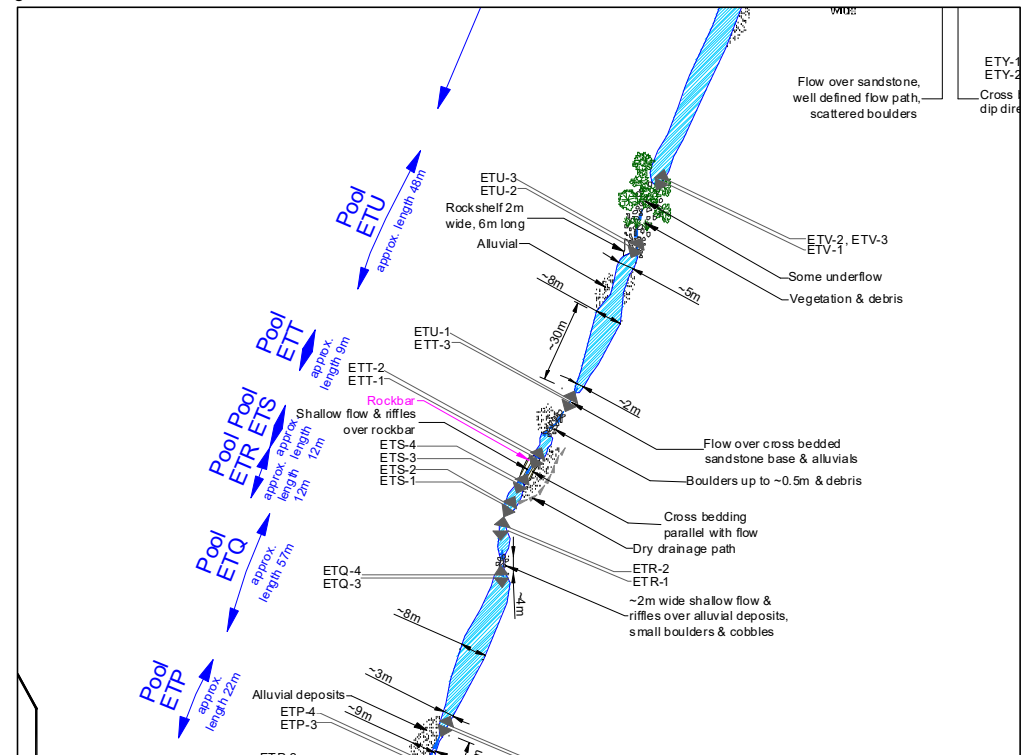 Flow over sandstone,
well defined flow path,
scattered boulders
ETY-1
ETY-2
Cross
dip dire
Pool
ETU
approx. length 48m
ETU-3
ETU-2
Rockshelf 2m
wide, 6m long
Alluvial
~8m
~5m
ETV-2, ETV-3
ETV-1
Some underflow
Vegetation & debris
Pool
ETT
approx.
length 9m
ETU-1
ETT-3
~30m
~2m
ETT-2
ETT-1
Rockbar
Shallow flow & riffles
over rockbar
ETS-4
ETS-3
ETS-2
ETS-1
Pool
ETS
approx.
length
12m
Pool
ETR
approx.
length
12m
Flow over cross bedded
sandstone base & alluvials
Boulders up to ~0.5m & debris
Cross bedding
parallel with flow
Dry drainage path
ETR-2
ETR-1
Pool
ETQ
approx.
length 57m
ETQ-4
ETQ-3
~4m
~2m wide shallow flow &
riffles over alluvial deposits,
small boulders & cobbles
~8m
Pool
ETP
approx.
length 22m
~3m
Alluvial deposits
~9m
ETP-4
ETP-3